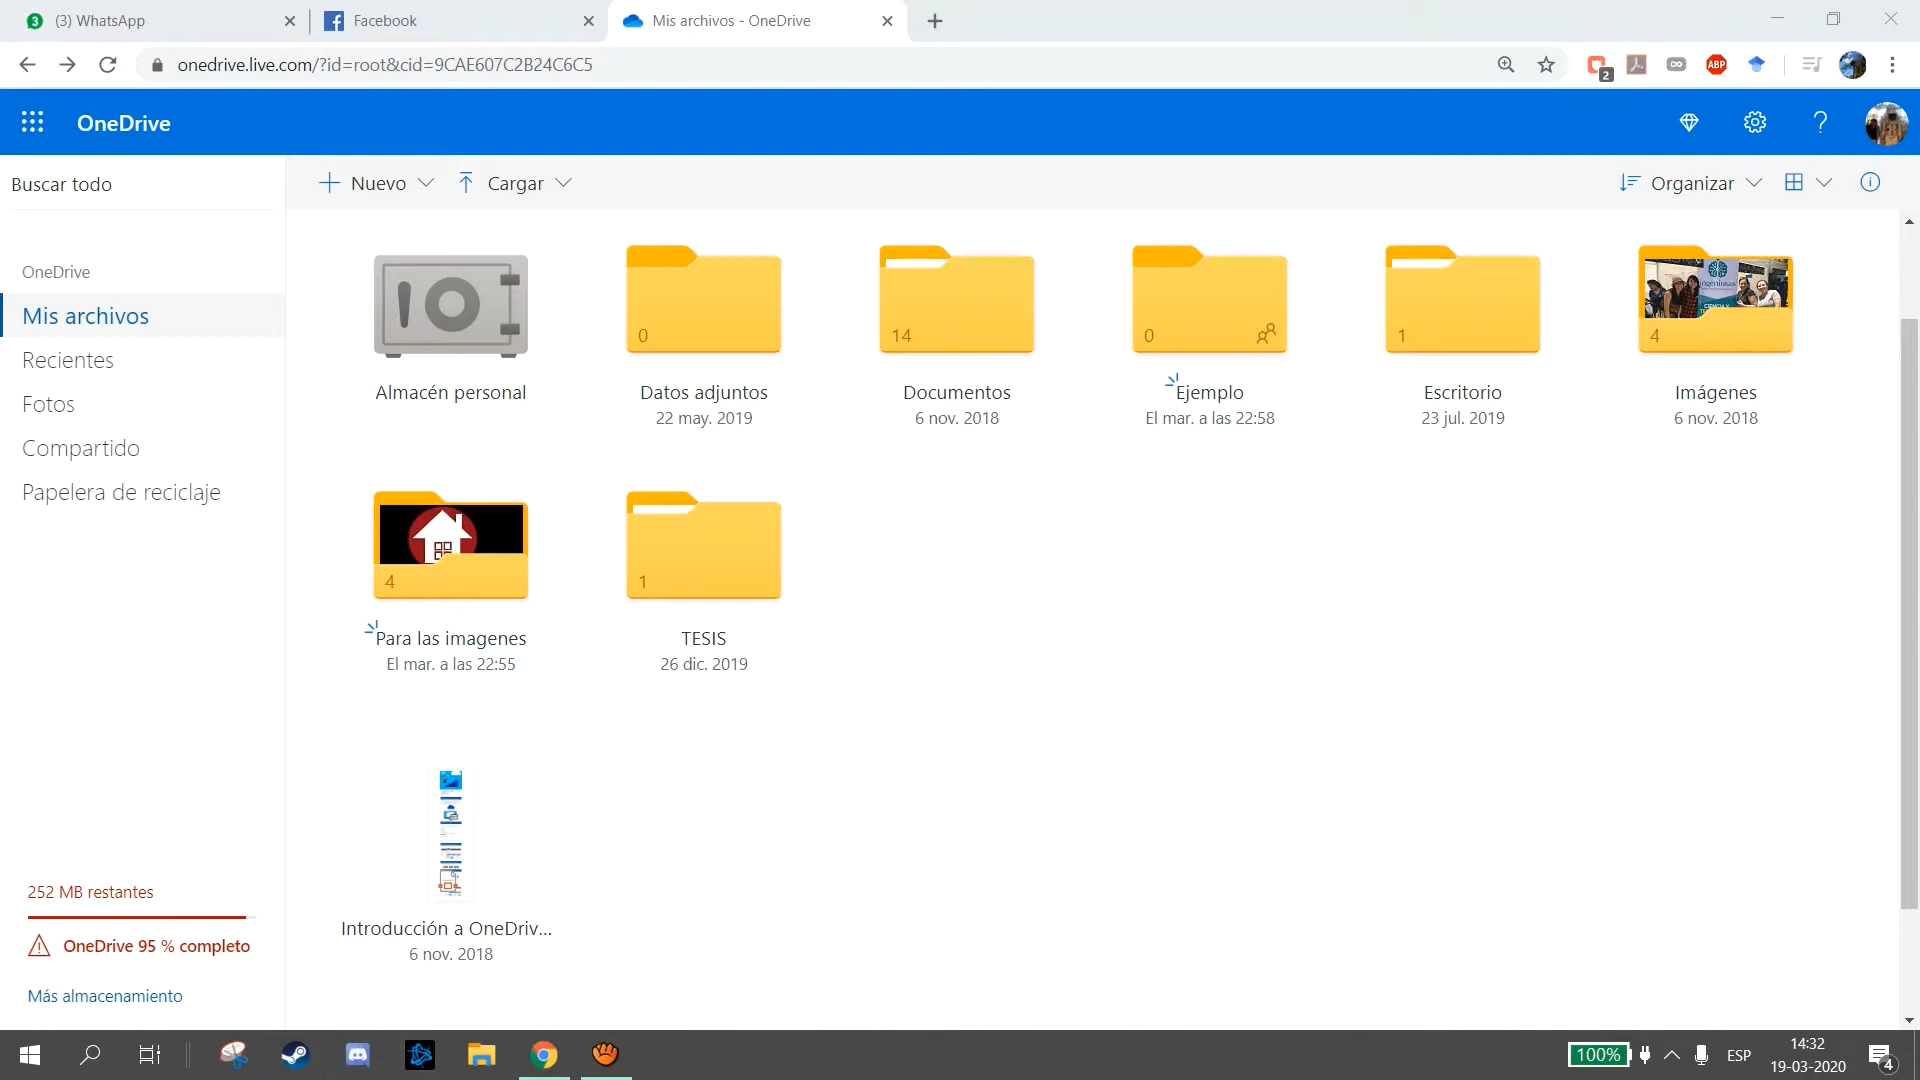 (3) WhatsApp
Facebook
Mis archivos - OneDrive
onedrive.live.com/?id=root&cid=9CAE607C2B24C6C5
2
ABP
OneDrive
Buscar todo
Nuevo
Cargar
Organizar
OneDrive
Mis archivos
Recientes
Fotos
Compartido
Papelera de reciclaje
252 MB restantes
OneDrive 95 % completo
Más almacenamiento
Almacén personal
0
Datos adjuntos
22 may. 2019
14
Documentos
6 nov. 2018
0
Ejemplo
El mar. a las 22:58
1
Escritorio
23 jul. 2019
ingeniosas
4
Imágenes
6 nov. 2018
4
Para las imagenes
El mar. a las 22:55
1
TESIS
26 dic. 2019
Introducción a OneDriv...
6 nov. 2018
100%
ESP
14:32
19-03-2020
4